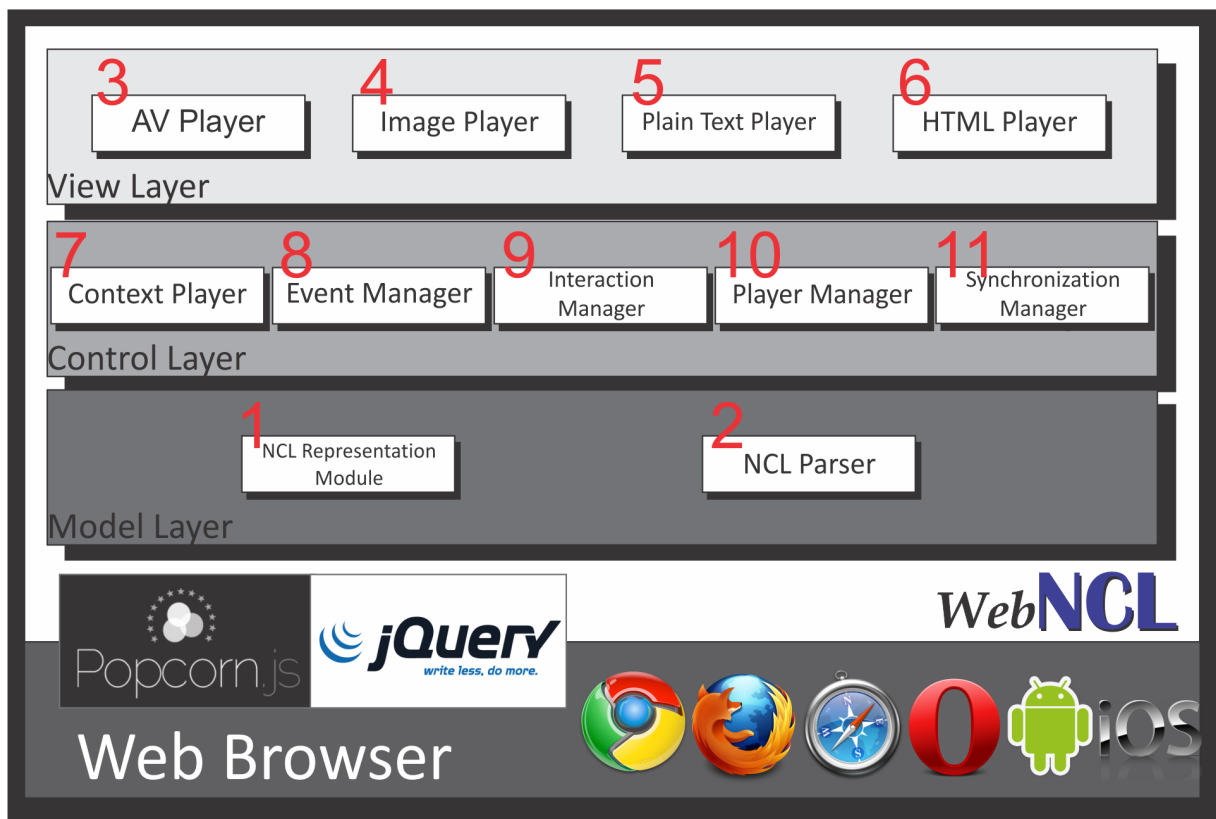 3 4 5 6
AV Player Image Player Plain Text Player HTML Player
View Layer
7 8 9 10 11
Context Player Event Manager Interaction Manager Player Manager Synchronization Manager
Control Layer
1 2
NCL Representation Module NCL Parser
Model Layer
WebNCL
Popcorn.js
jQuery
write less, do more.
Web Browser
N
E
S
W
iOS